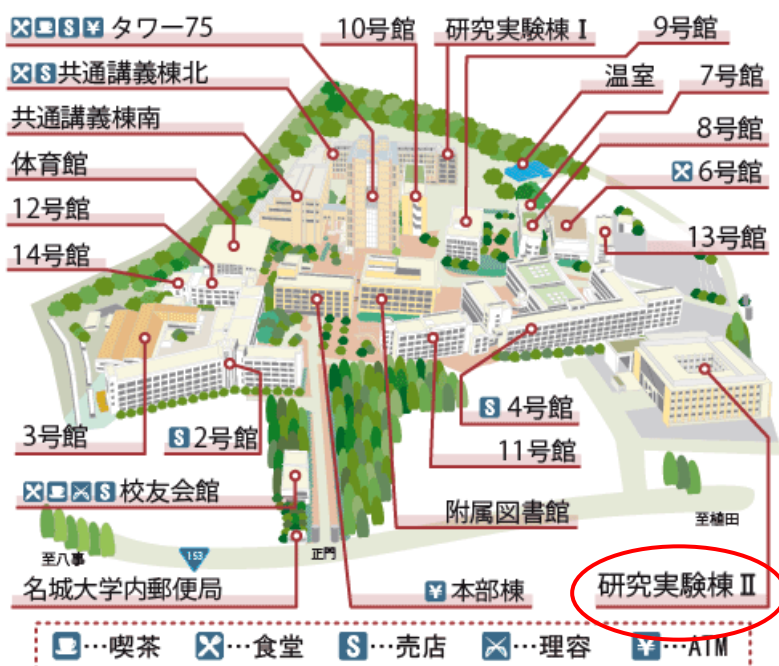 タワー75
10号館
研究実験棟Ⅰ
9号館
共通講義棟北
温室
7号館
共通講義棟南
8号館
体育館
6号館
12号館
13号館
14号館
3号館
S 2号館
S 4号館
11号館
校友会館
附属図書館
至植田
至八事
153
正門
名城大学内郵便局
¥ 本部棟
研究実験棟Ⅱ
…喫茶
…食堂
S…売店
…理容
¥…ATM